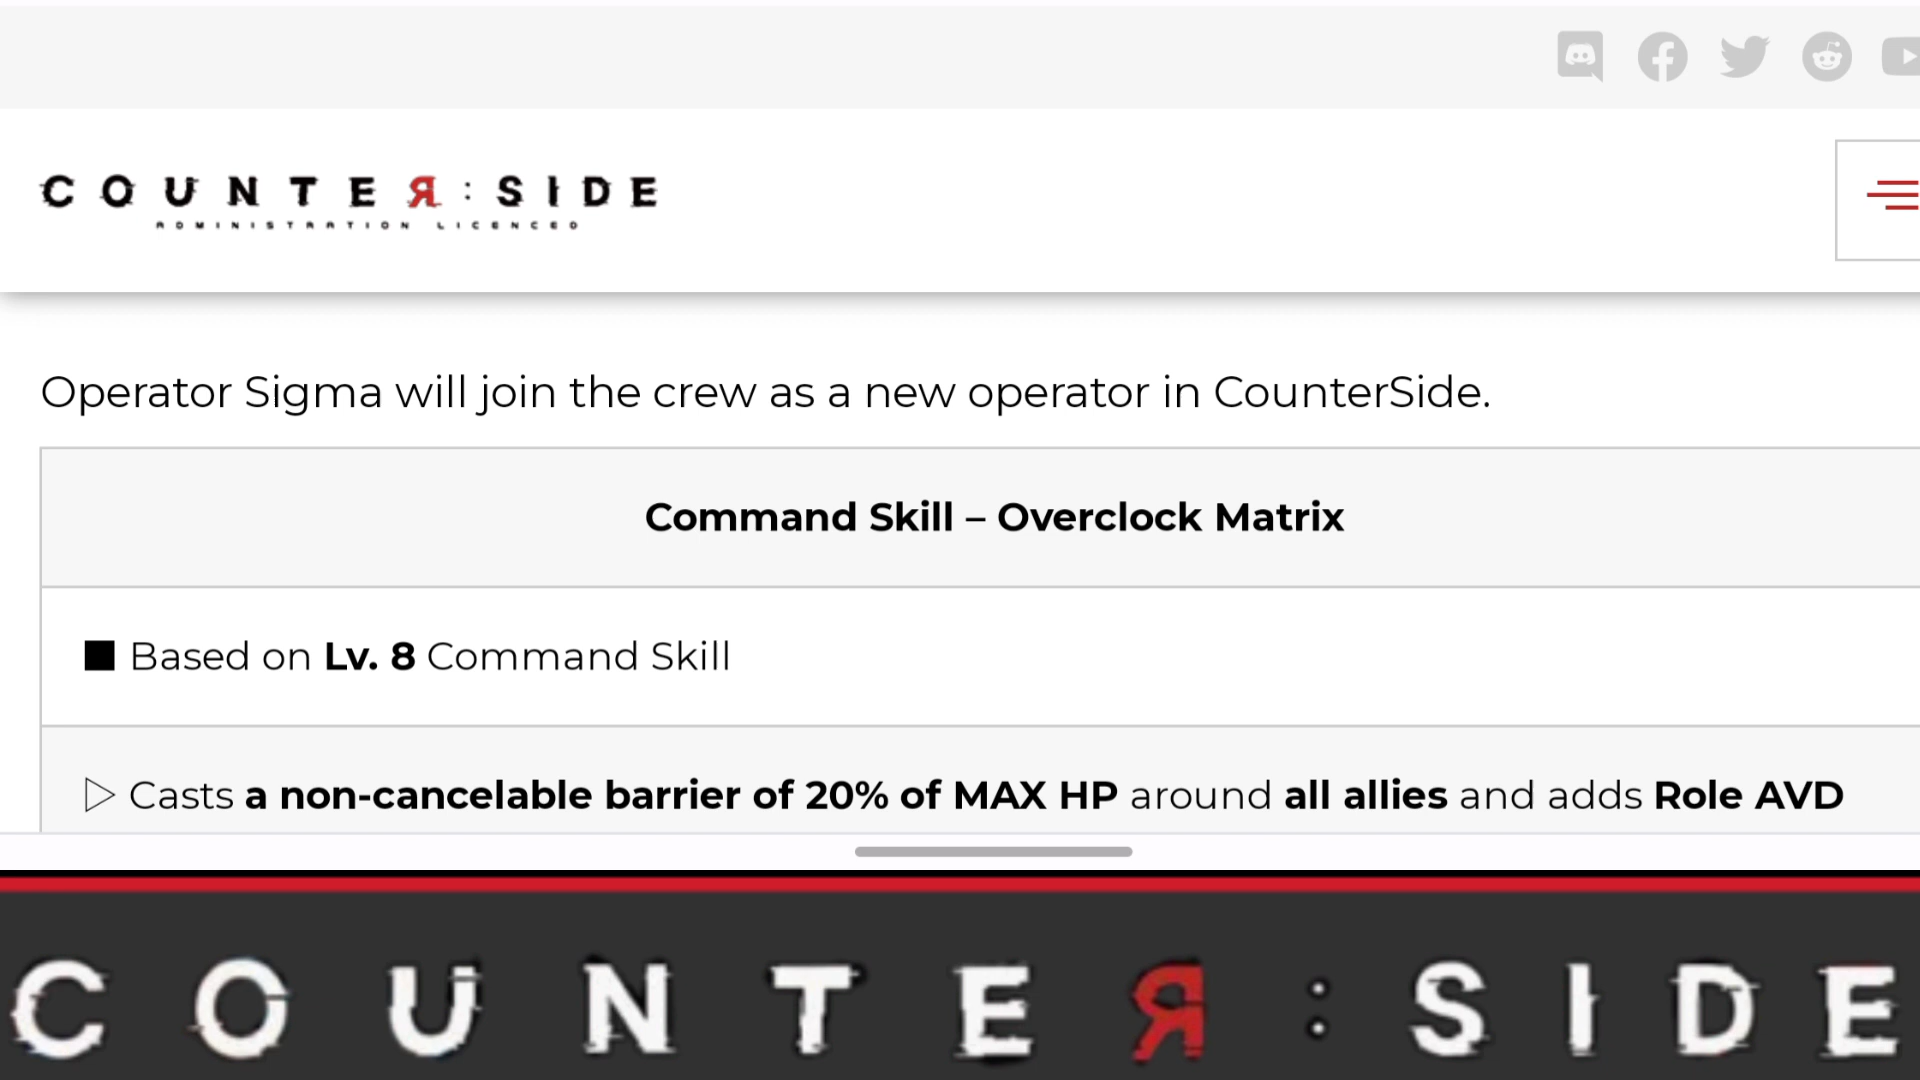 COUNTEЯ:SIDE
ADMINISTRATION LICENCED
Operator Sigma will join the crew as a new operator in CounterSide.
Command Skill – Overclock Matrix
■ Based on Lv. 8 Command Skill
▷ Casts a non-cancelable barrier of 20% of MAX HP around all allies and adds Role AVD
COUNTEЯ:SIDE